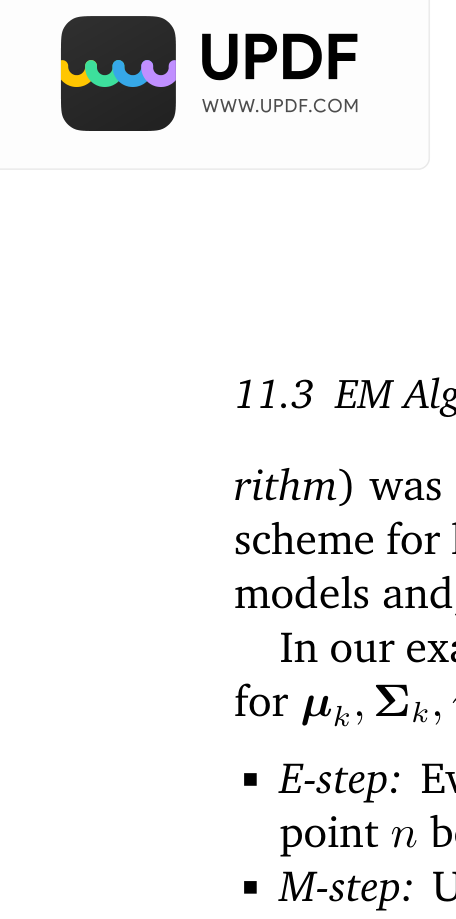 UPDF
WWW.UPDF.COM
11.3 EM Alg
rithm) was
scheme for
models and,
In our exa
for μₖ, Σₖ,
▪ E-step: Ev
point n b
▪ M-step: U